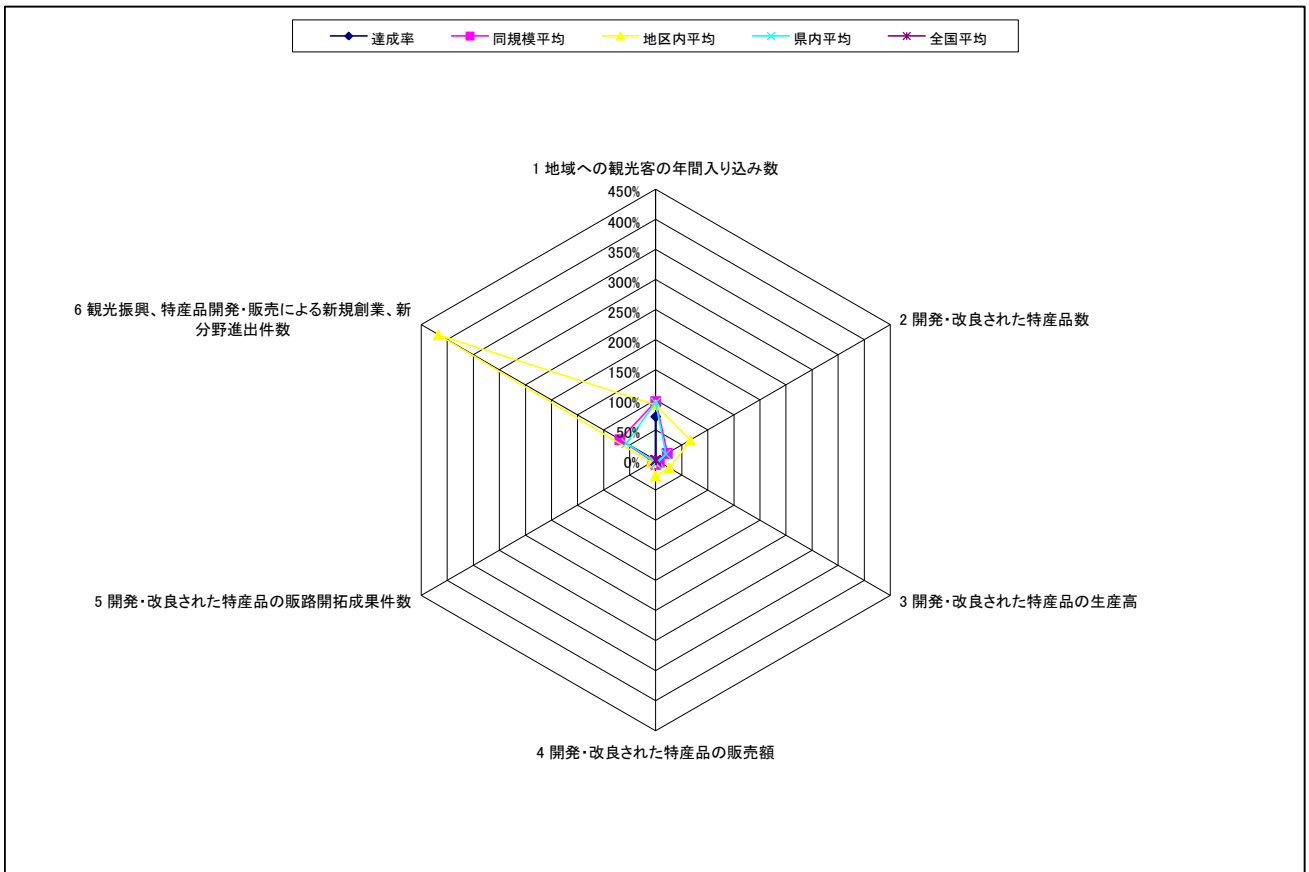 達成率 同規模平均 地区内平均 県内平均 全国平均
1 地域への観光客の年間入り込み数
450%
400%
350%
300%
250%
200%
150%
100%
50%
0%
2 開発・改良された特産品数
3 開発・改良された特産品の生産高
4 開発・改良された特産品の販売額
5 開発・改良された特産品の販路開拓成果件数
6 観光振興、特産品開発・販売による新規創業、新
分野進出件数